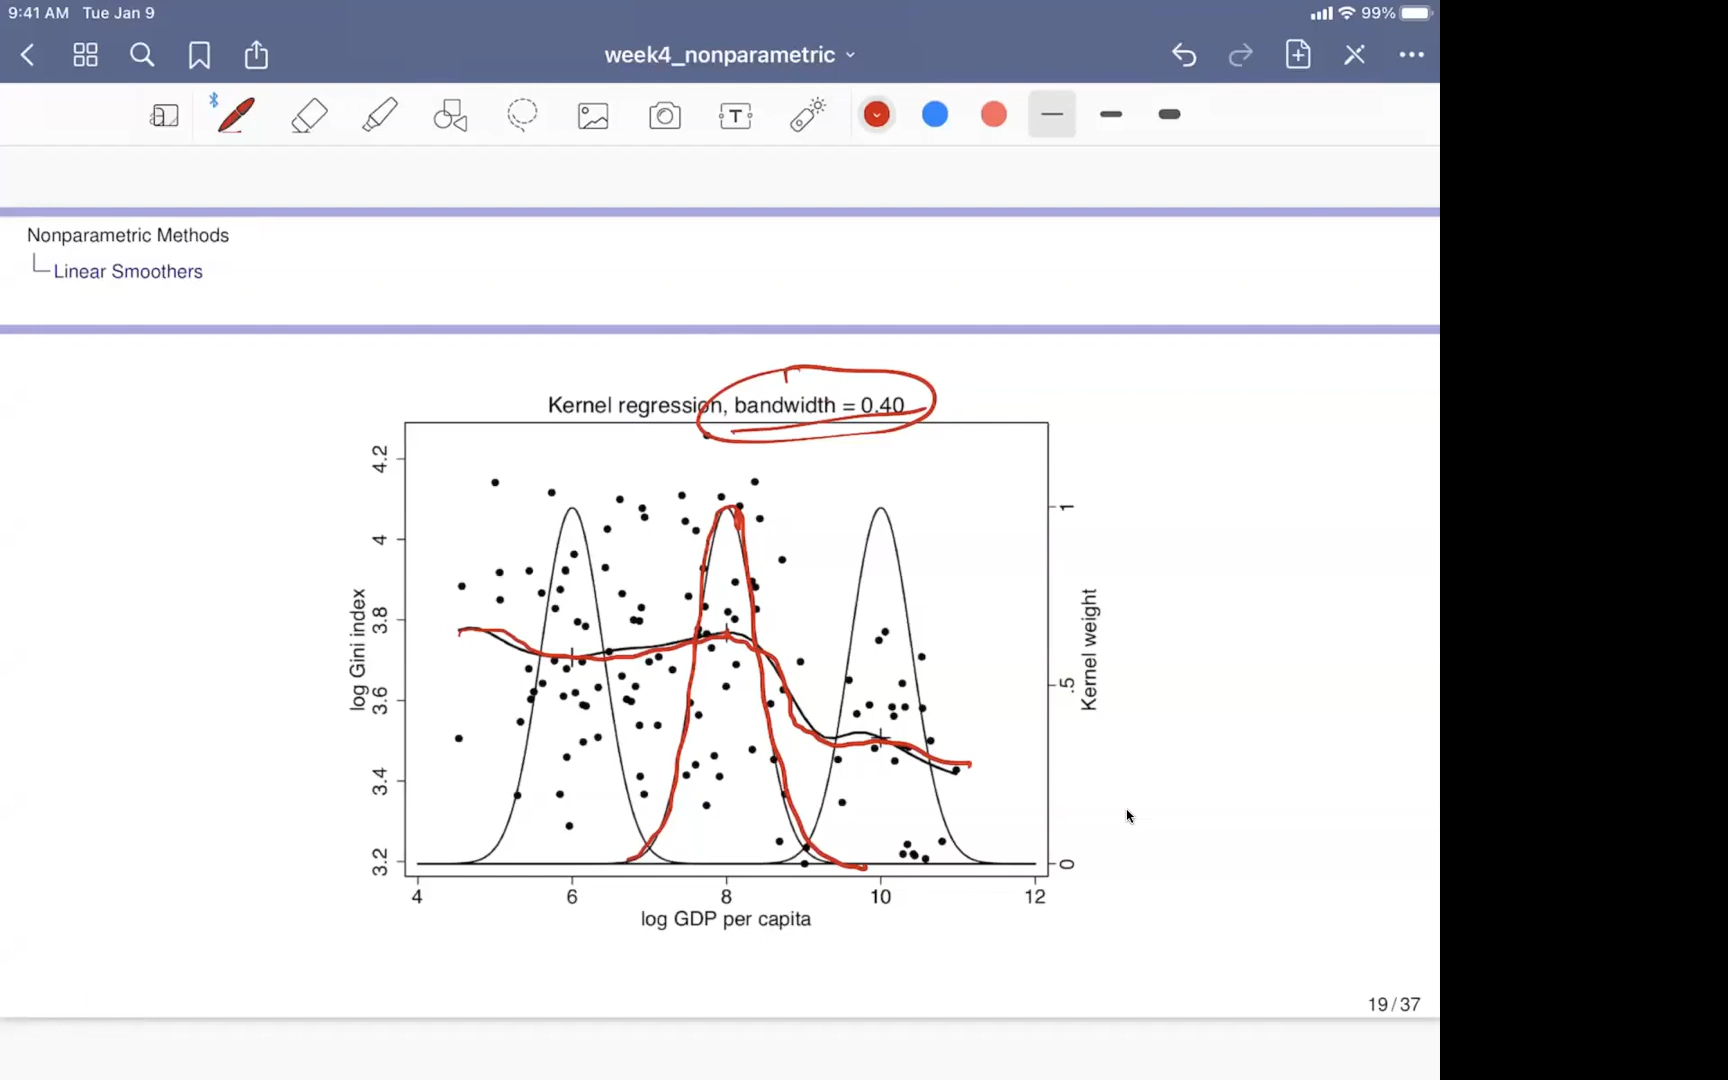 9:41 AM Tue Jan 9
99%
week4_nonparametric
T
Nonparametric Methods
Linear Smoothers
Kernel regression, bandwidth = 0.40
4.2
4
3.8
3.6
3.4
3.2
log Gini index
1
.5
0
Kernel weight
4 6 8 10 12
log GDP per capita
19 / 37